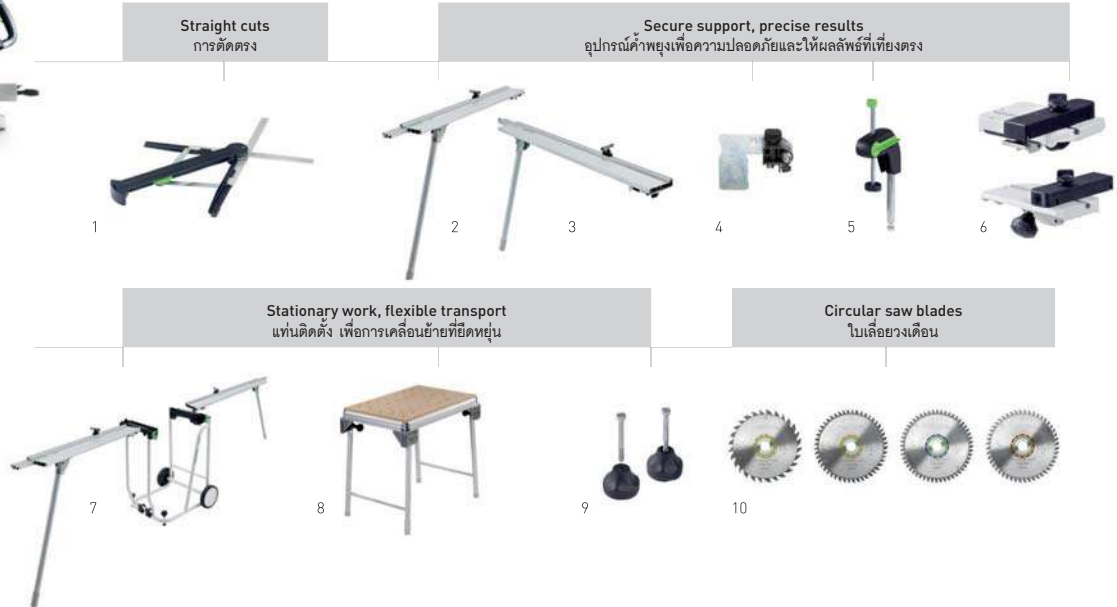 Straight cuts
การตัดตรง
Secure support, precise results
อุปกรณ์ค้ำพยุงเพื่อความปลอดภัยและให้ผลลัพธ์ที่เที่ยงตรง
1
2
3
4
5
6
Stationary work, flexible transport
แท่นติดตั้ง เพื่อการเคลื่อนย้ายที่ยืดหยุ่น
Circular saw blades
ใบเลื่อยวงเดือน
7
8
9
10